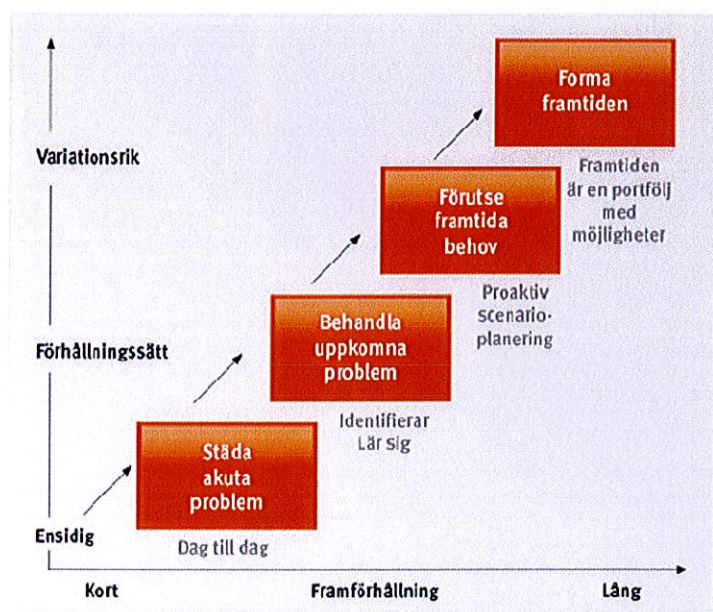 Forma
framtiden
Variationsrik
Framtiden
är en portfölj
med
möjligheter
Förutse
framtida
behov
Proaktiv
scenario-
planering
Behandla
uppkomna
problem
Förhållningssätt
Identifierar
Lär sig
Städa
akuta
problem
Ensidig
Dag till dag
Kort
Framförhållning
Lång